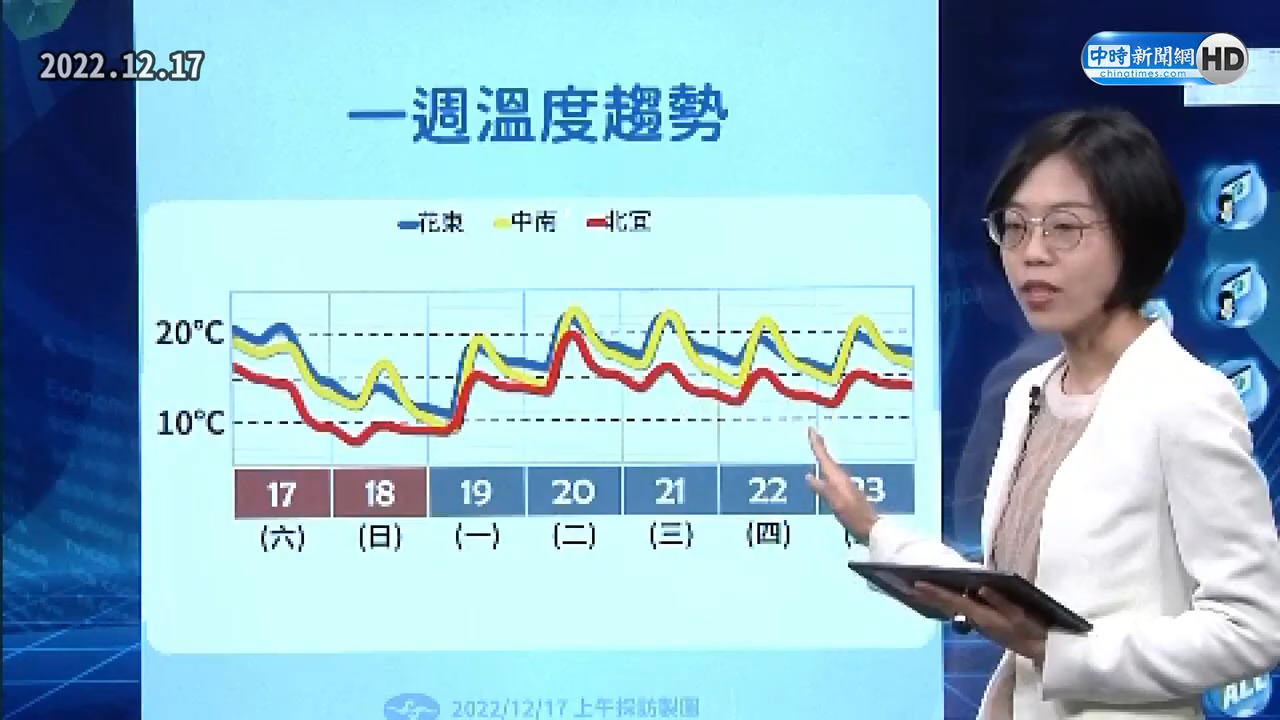 2022.12.17
中時新聞網 HD
chinatimes.com
一週溫度趨勢
花東 中南 北宜
20°C
10°C
17 18 19 20 21 22 23
(六) (日) (一) (二) (三) (四)
2022/12/17 上午採訪製圖
ALL